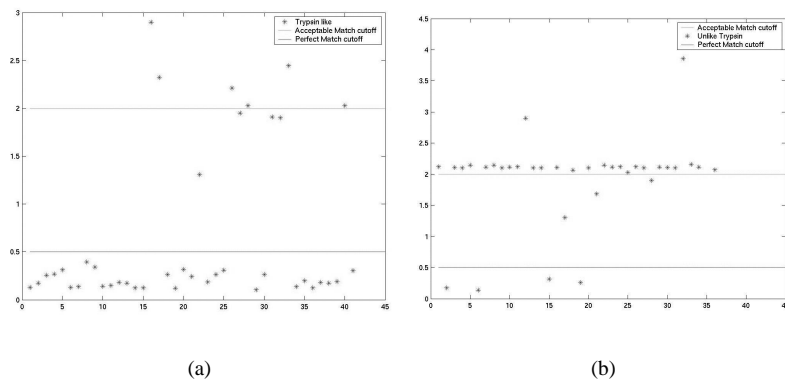 3
2.5
2
1.5
1
0.5
0
0 5 10 15 20 25 30 35 40 45
Trypsin like
Acceptable Match cutoff
Perfect Match cutoff
(a)
4.5
4
3.5
3
2.5
2
1.5
1
0.5
0
0 5 10 15 20 25 30 35 40 45
Acceptable Match cutoff
Unlike Trypsin
Perfect Match cutoff
(b)